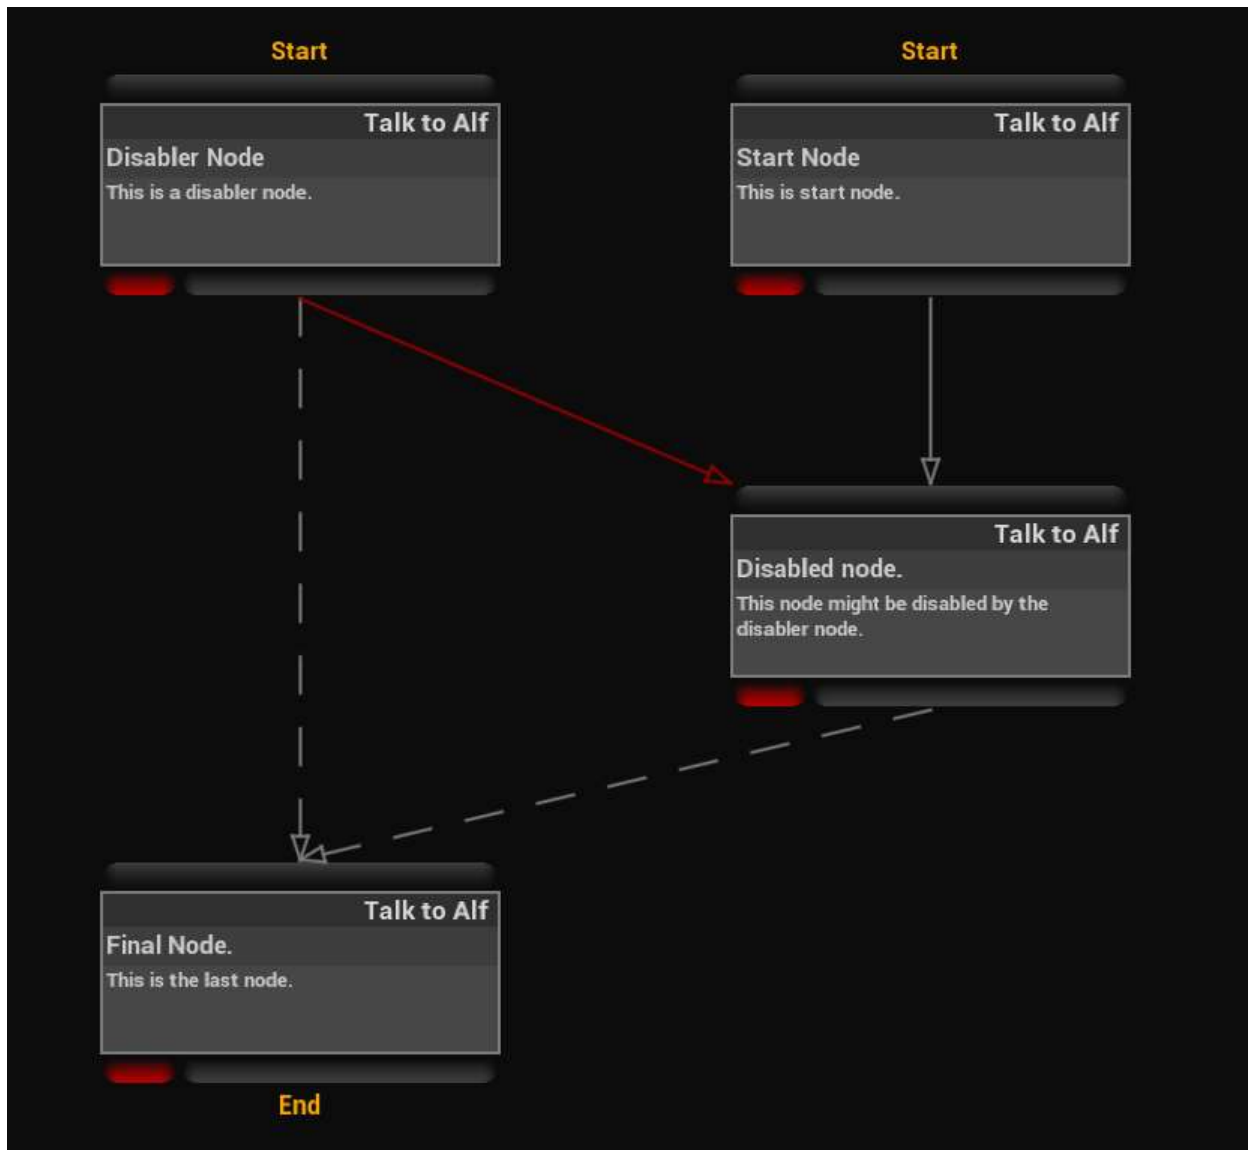 Start
Talk to Alf
Disabler Node
This is a disabler node.
Start
Talk to Alf
Start Node
This is start node.
Talk to Alf
Disabled node.
This node might be disabled by the
disabler node.
Talk to Alf
Final Node.
This is the last node.
End